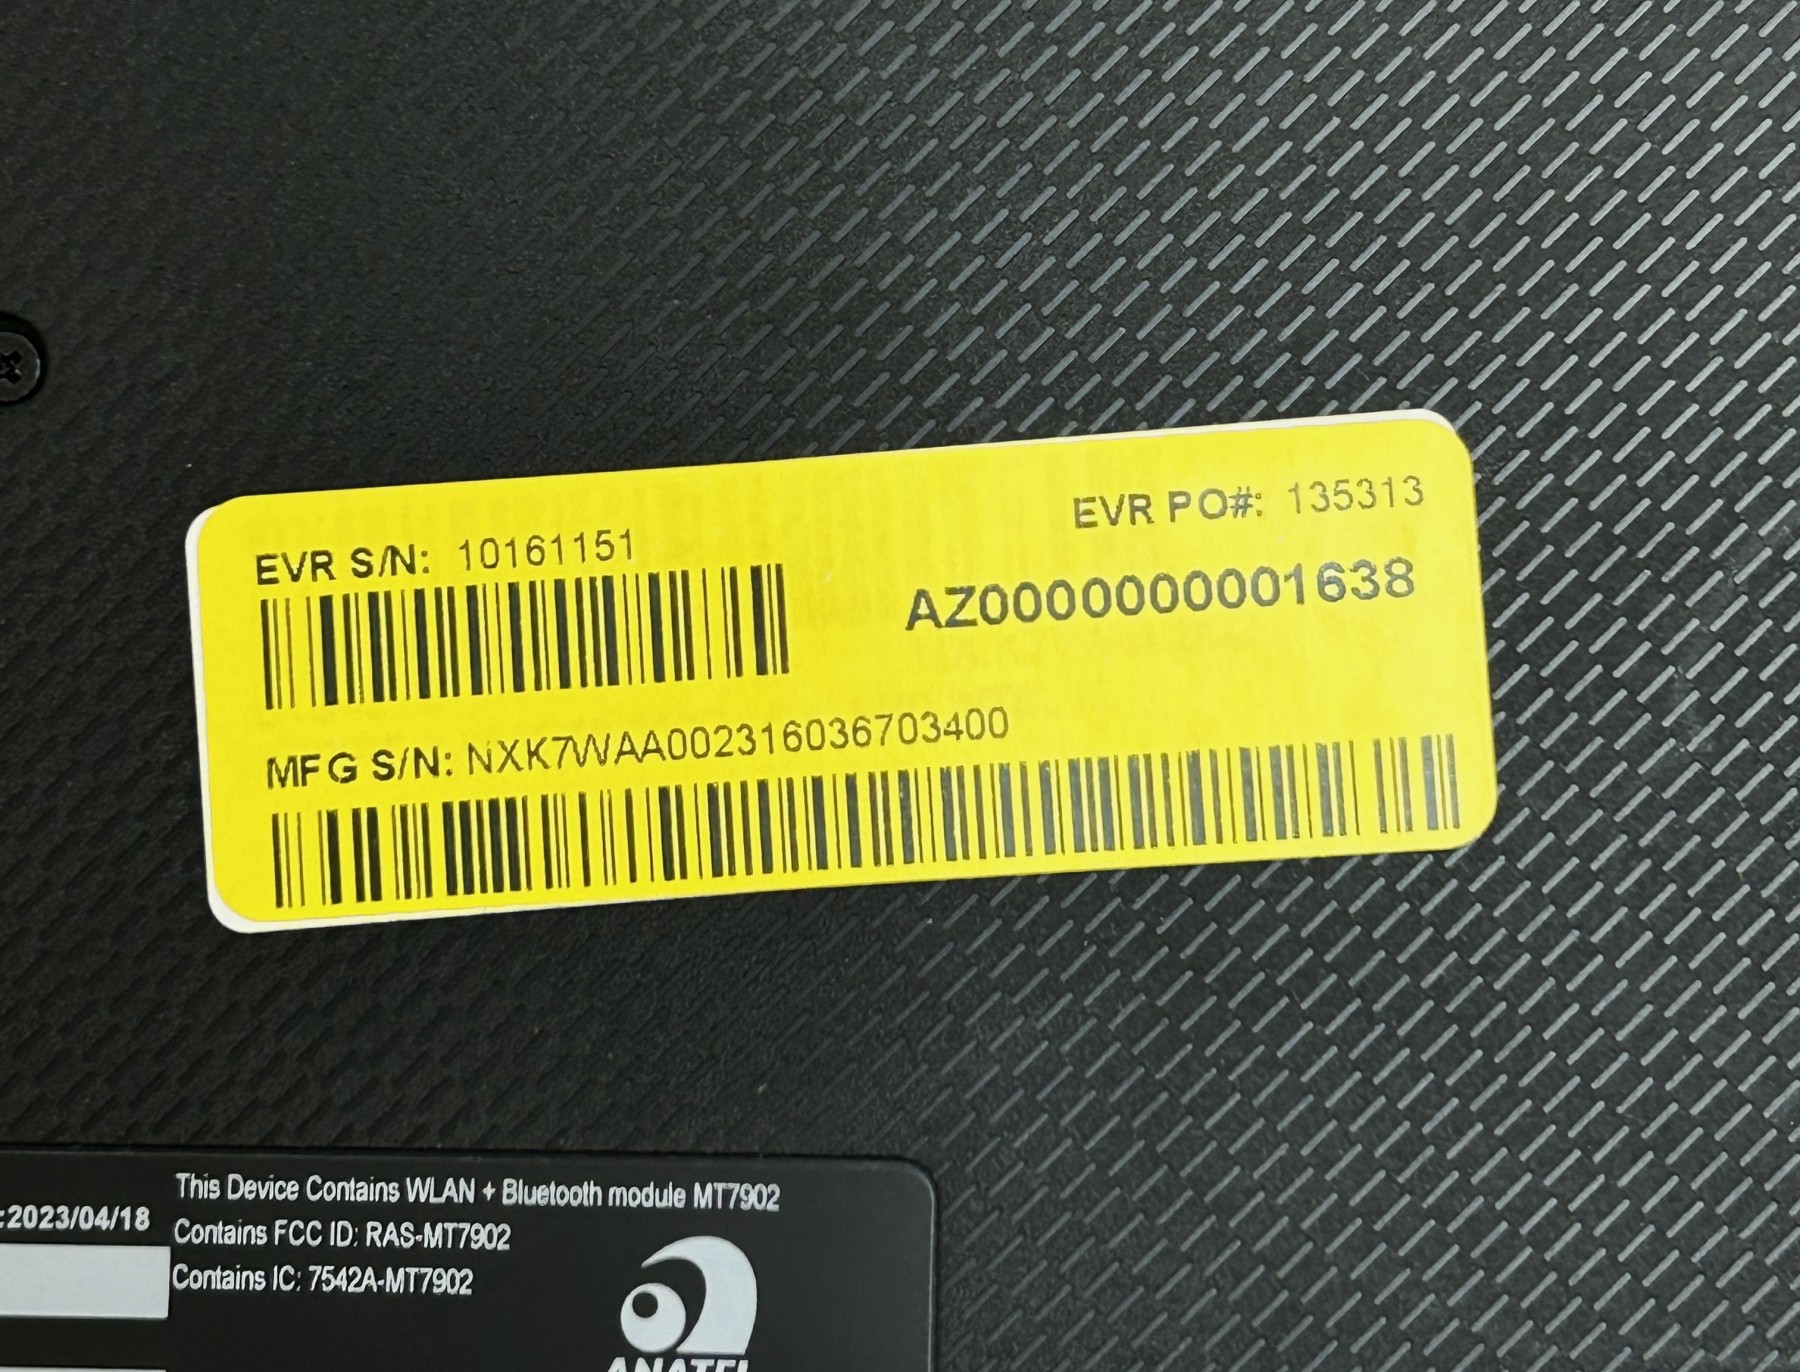 EVR S/N: 10161151
EVR PO#: 135313
AZ0000000001638
MFG S/N: NXK7WAA002316036703400
:2023/04/18
This Device Contains WLAN + Bluetooth module MT7902
Contains FCC ID: RAS-MT7902
Contains IC: 7542A-MT7902
ANATEL